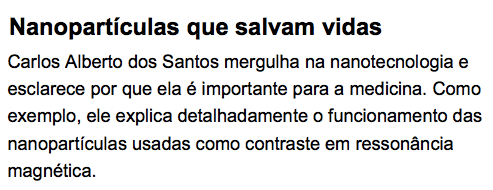 Nanopartículas que salvam vidas
Carlos Alberto dos Santos mergulha na nanotecnologia e
esclarece por que ela é importante para a medicina. Como
exemplo, ele explica detalhadamente o funcionamento das
nanopartículas usadas como contraste em ressonância
magnética.